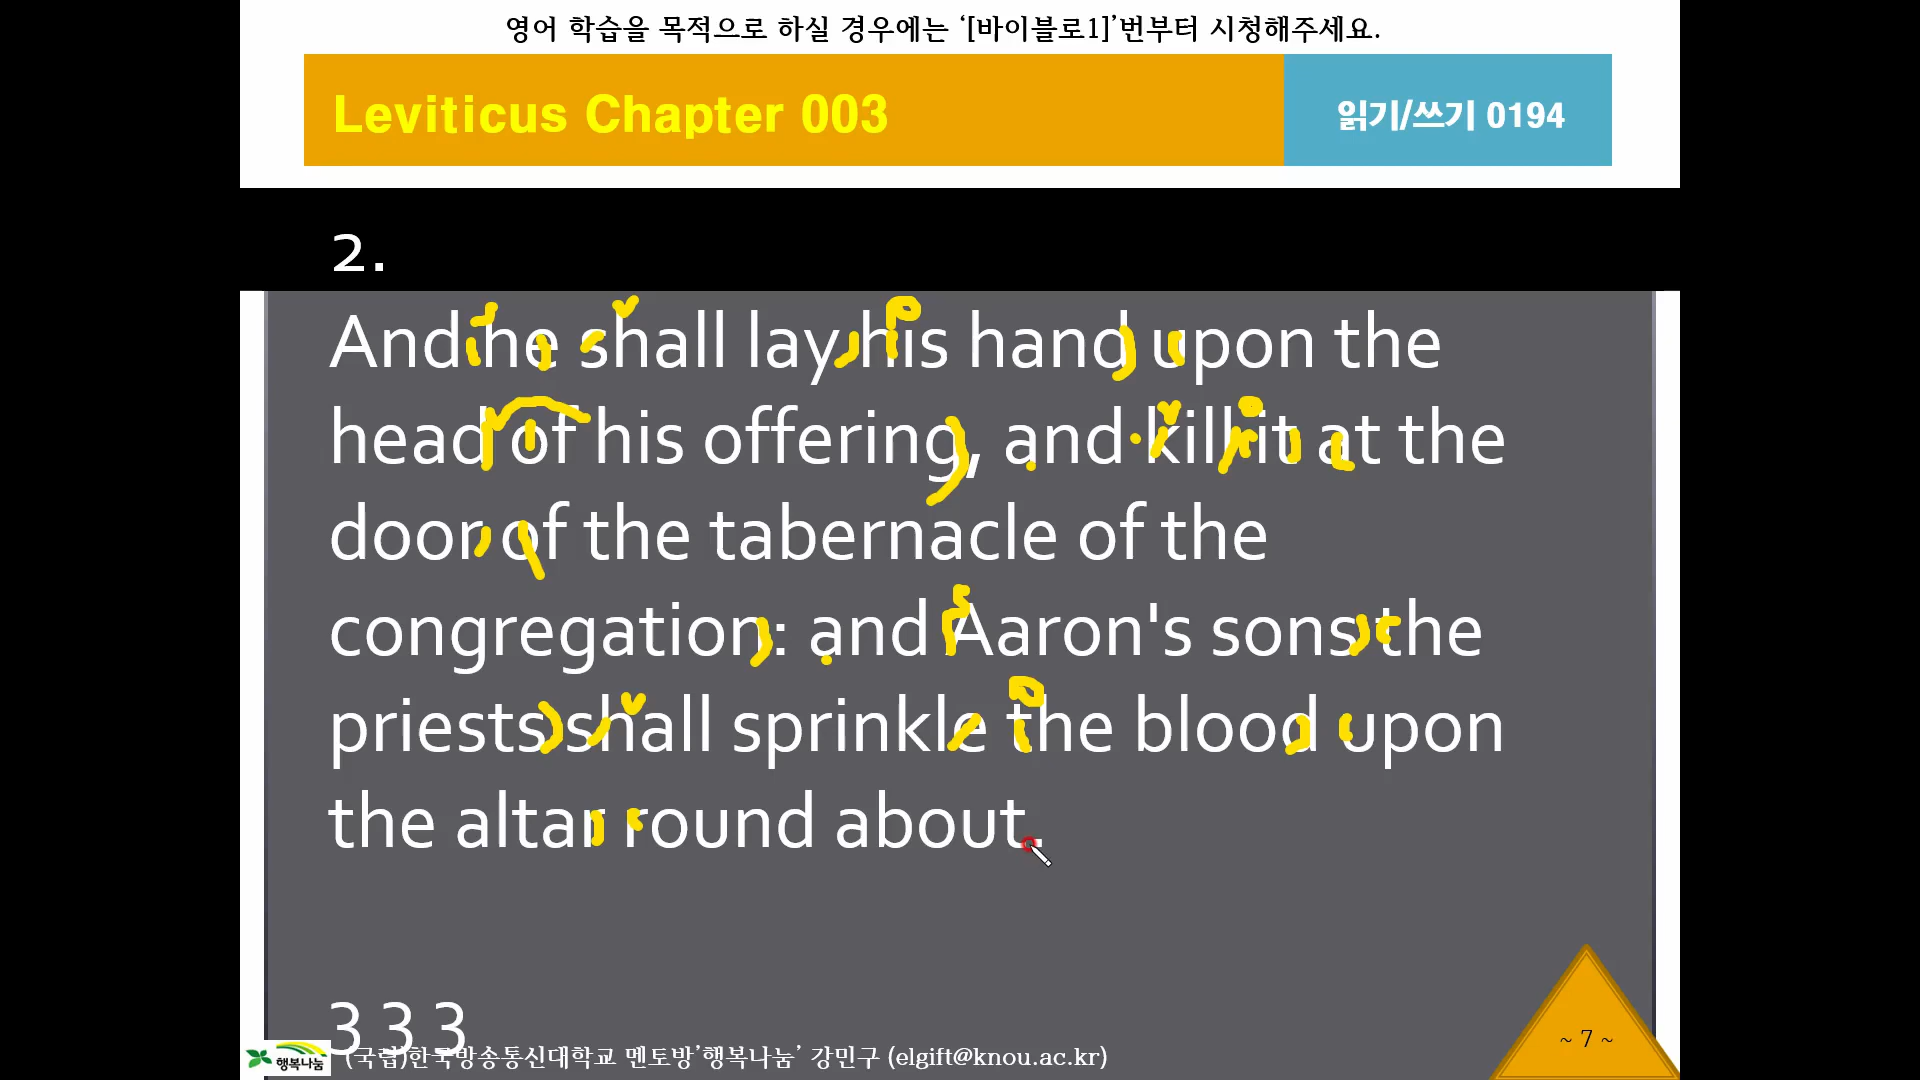 영어 학습을 목적으로 하실 경우에는 ‘[바이블로1]’번부터 시청해주세요.
Leviticus Chapter 003
읽기/쓰기 0194
2.
And he shall lay his hand upon the
head of his offering, and kill it at the
door of the tabernacle of the
congregation: and Aaron's sons the
priests shall sprinkle the blood upon
the altar round about.
3 3 3
~ 7 ~
행복나눔
(국립)한국방송통신대학교 멘토방’행복나눔’ 강민구 (elgift@knou.ac.kr)